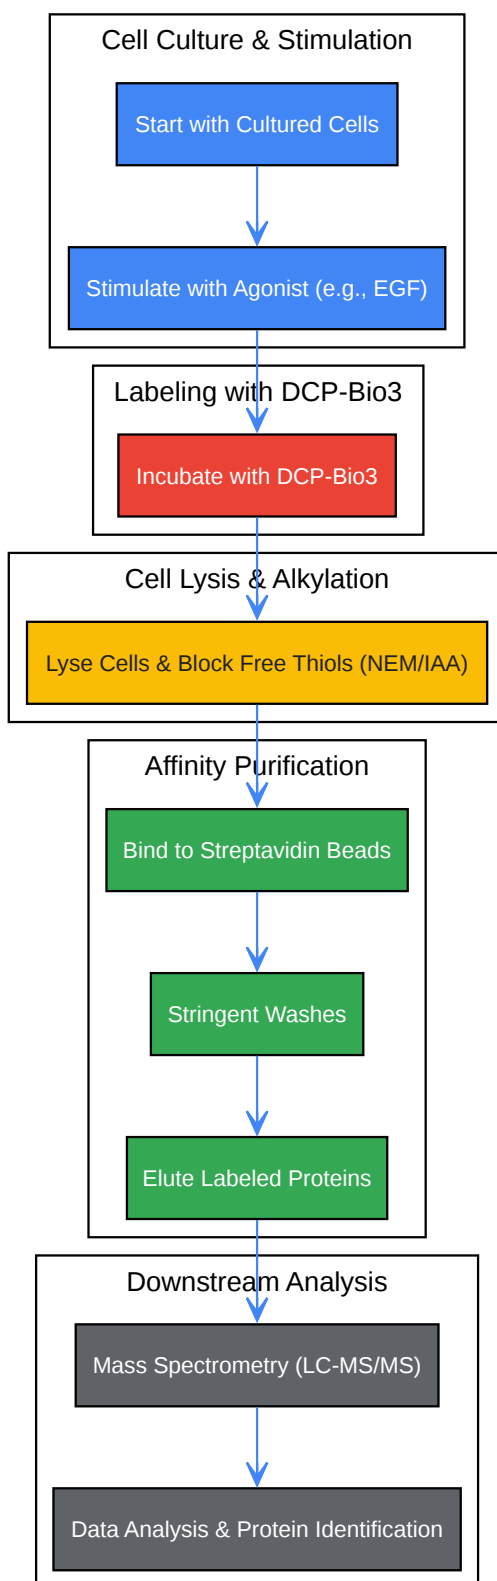 Cell Culture & Stimulation
Start with Cultured Cells
Stimulate with Agonist (e.g., EGF)
Labeling with DCP-Bio3
Incubate with DCP-Bio3
Cell Lysis & Alkylation
Lyse Cells & Block Free Thiols (NEM/IAA)
Affinity Purification
Bind to Streptavidin Beads
Stringent Washes
Elute Labeled Proteins
Downstream Analysis
Mass Spectrometry (LC-MS/MS)
Data Analysis & Protein Identification